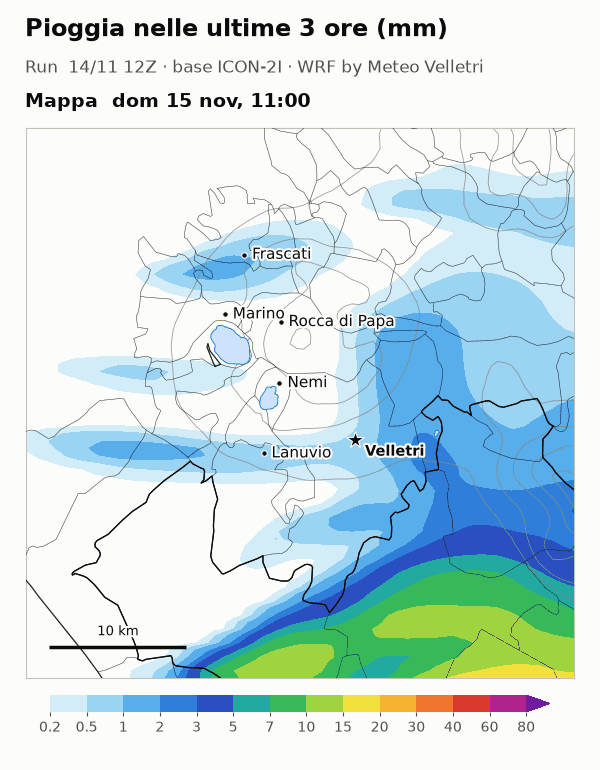 Pioggia nelle ultime 3 ore (mm)
Run 14/11 12Z · base ICON-2I · WRF by Meteo Velletri
Mappa dom 15 nov, 11:00
Frascati
Marino
Rocca di Papa
Nemi
Velletri
Lanuvio
10 km
0.2 0.5 1 2 3 5 7 10 15 20 30 40 60 80